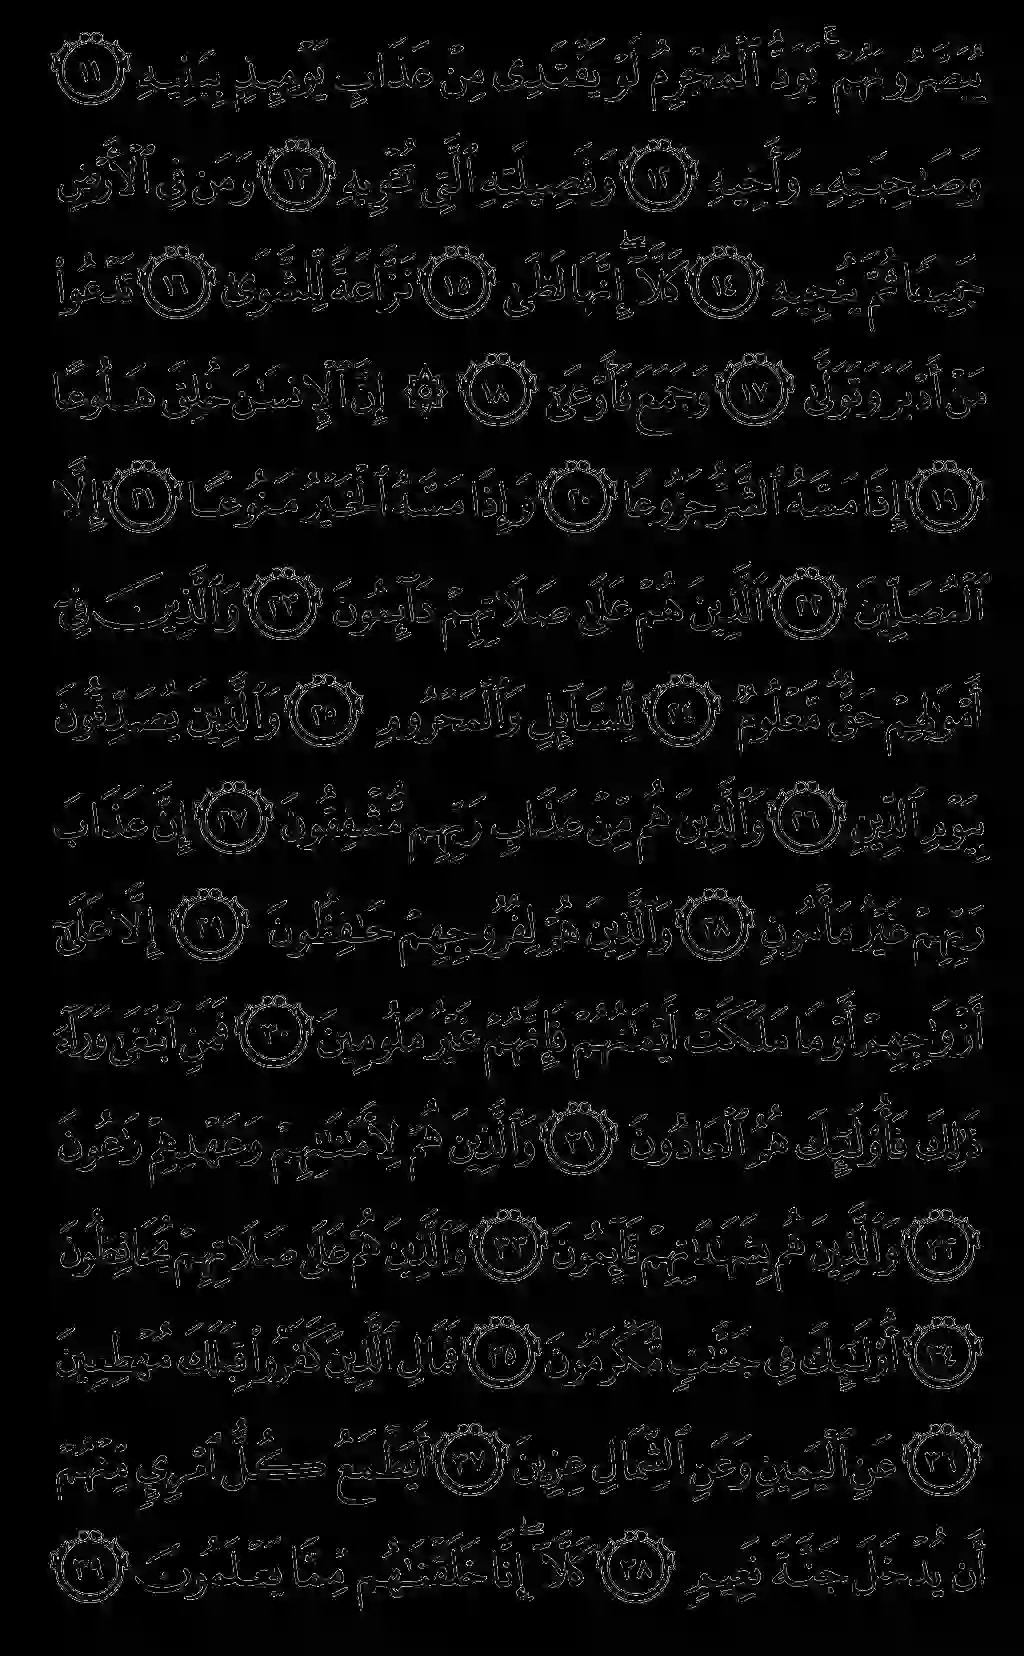 يُبَصَّرُونَهُمْ ۚ يَوَدُّ ٱلْمُجْرِمُ لَوْ يَفْتَدِى مِنْ عَذَابِ يَوْمِئِذٍۭ بِبَنِيهِ ١١
وَصَـٰحِبَتِهِۦ وَأَخِيهِ ١٢ وَفَصِيلَتِهِ ٱلَّتِى تُـْٔوِيهِ ١٣ وَمَن فِى ٱلْأَرْضِ
جَمِيعًا ثُمَّ يُنجِيهِ ١٤ كَلَّآ ۖ إِنَّهَا لَظَىٰ ١٥ نَزَّاعَةً لِّلشَّوَىٰ ١٦ تَدْعُوا۟
مَنْ أَدْبَرَ وَتَوَلَّىٰ ١٧ وَجَمَعَ فَأَوْعَىٰٓ ١٨ ۞ إِنَّ ٱلْإِنسَـٰنَ خُلِقَ هَلُوعًا
١٩ إِذَا مَسَّهُ ٱلشَّرُّ جَزُوعًا ٢٠ وَإِذَا مَسَّهُ ٱلْخَيْرُ مَنُوعًا ٢١ إِلَّا
ٱلْمُصَلِّينَ ٢٢ ٱلَّذِينَ هُمْ عَلَىٰ صَلَاتِهِمْ دَآئِمُونَ ٢٣ وَٱلَّذِينَ فِىٓ
أَمْوَٰلِهِمْ حَقٌّ مَّعْلُومٌ ٢٤ لِّلسَّآئِلِ وَٱلْمَحْرُومِ ٢٥ وَٱلَّذِينَ يُصَدِّقُونَ
بِيَوْمِ ٱلدِّينِ ٢٦ وَٱلَّذِينَ هُم مِّنْ عَذَابِ رَبِّهِم مُّشْفِقُونَ ٢٧ إِنَّ عَذَابَ
رَبِّهِمْ غَيْرُ مَأْمُونٍ ٢٨ وَٱلَّذِينَ هُمْ لِفُرُوجِهِمْ حَـٰفِظُونَ ٢٩ إِلَّا عَلَىٰٓ
أَزْوَٰجِهِمْ أَوْ مَا مَلَكَتْ أَيْمَـٰنُهُمْ فَإِنَّهُمْ غَيْرُ مَلُومِينَ ٣٠ فَمَنِ ٱبْتَغَىٰ وَرَآءَ
ذَٰلِكَ فَأُو۟لَـٰٓئِكَ هُمُ ٱلْعَادُونَ ٣١ وَٱلَّذِينَ هُمْ لِأَمَـٰنَـٰتِهِمْ وَعَهْدِهِمْ رَٰعُونَ
٣٢ وَٱلَّذِينَ هُم بِشَهَـٰدَٰتِهِمْ قَآئِمُونَ ٣٣ وَٱلَّذِينَ هُمْ عَلَىٰ صَلَاتِهِمْ يُحَافِظُونَ
٣٤ أُو۟لَـٰٓئِكَ فِى جَنَّـٰتٍ مُّكْرَمُونَ ٣٥ فَمَالِ ٱلَّذِينَ كَفَرُوا۟ قِبَلَكَ مُهْطِعِينَ
٣٦ عَنِ ٱلْيَمِينِ وَعَنِ ٱلشِّمَالِ عِزِينَ ٣٧ أَيَطْمَعُ كُلُّ ٱمْرِئٍ مِّنْهُمْ
أَن يُدْخَلَ جَنَّةَ نَعِيمٍ ٣٨ كَلَّآ ۖ إِنَّا خَلَقْنَـٰهُم مِّمَّا يَعْلَمُونَ ٣٩